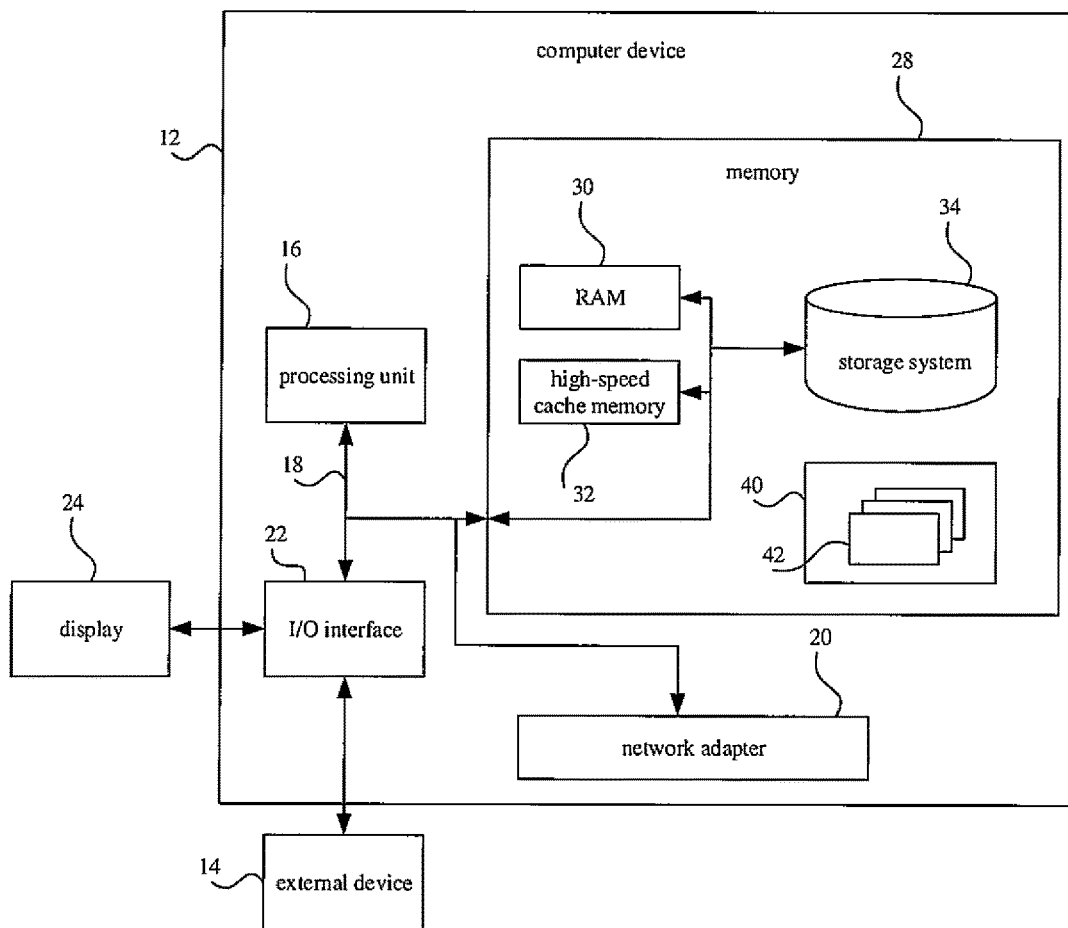 computer device
28
12
memory
30
34
16
RAM
storage system
processing unit
high-speed
cache memory
18
32
40
24
22
42
display
I/O interface
20
network adapter
14
external device